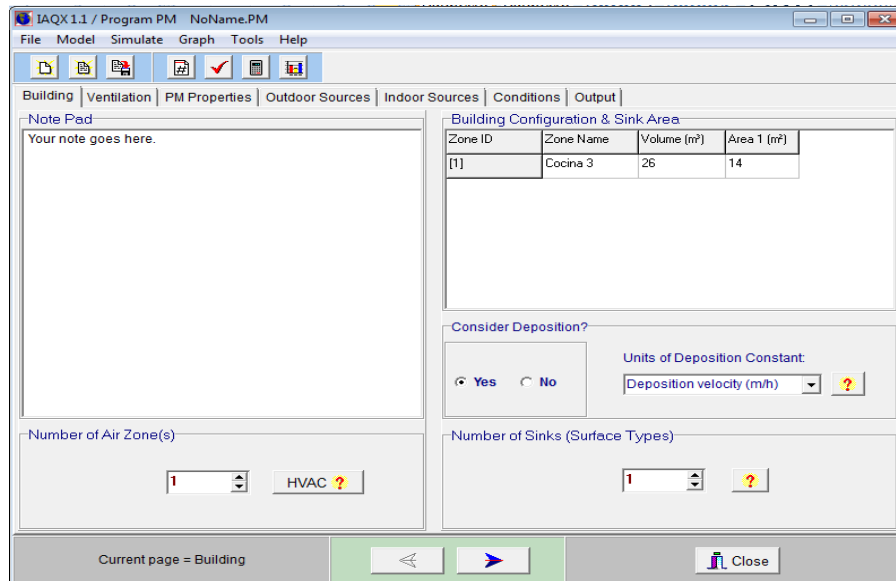 IAQX 1.1 / Program PM NoName.PM
File Model Simulate Graph Tools Help
Building Ventilation PM Properties Outdoor Sources Indoor Sources Conditions Output
Note Pad
Your note goes here.
Building Configuration & Sink Area
Zone ID Zone Name Volume (m³) Area 1 (m²)
[1] Cocina 3 26 14
Consider Deposition?
Yes No
Units of Deposition Constant:
Deposition velocity (m/h) ?
Number of Air Zone(s)
1 HVAC ?
Number of Sinks (Surface Types)
1 ?
Current page = Building
Close